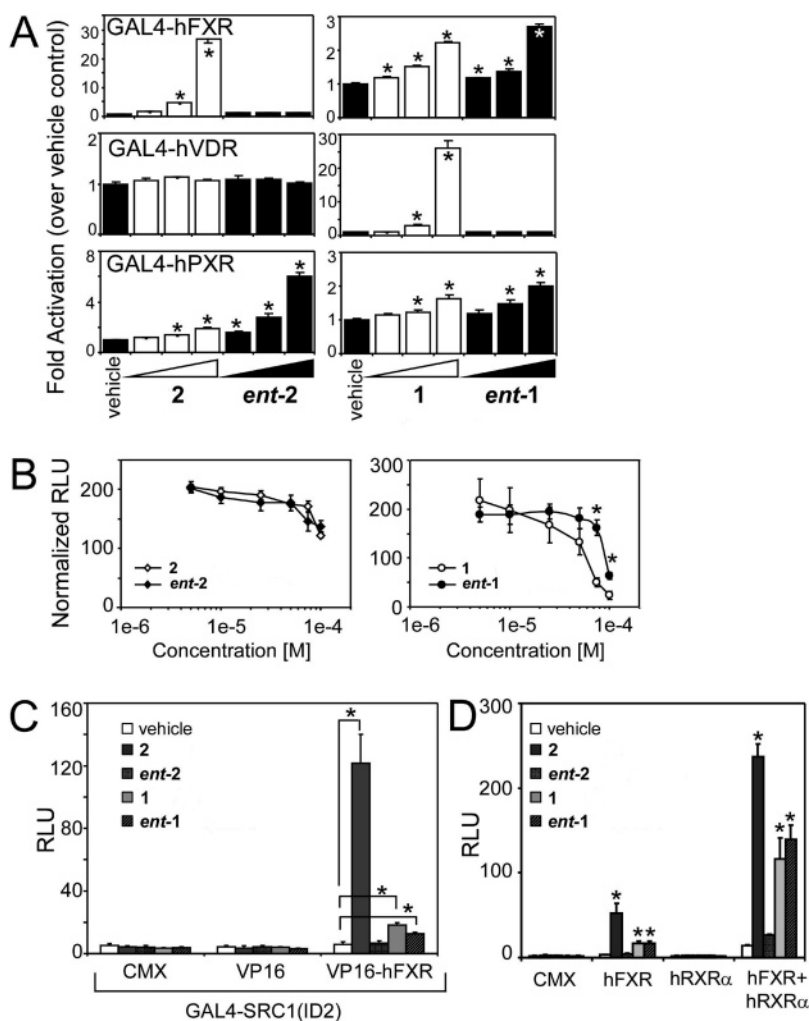 A
Fold Activation (over vehicle control)
GAL4-hFXR
30
20
10
0
3
2
1
0
GAL4-hVDR
2
1
0
30
20
10
0
GAL4-hPXR
8
4
2
0
3
2
1
0
* * * * * * * *
* *
* * * * * * * * *
vehicle
2
ent-2
vehicle
1
ent-1
B
Normalized RLU
200
100
0
2
ent-2
1e-6 1e-5 1e-4
Concentration [M]
300
200
100
0
* *
1
ent-1
1e-6 1e-5 1e-4
Concentration [M]
C
RLU
160
120
80
40
20
0
vehicle
2
ent-2
1
ent-1
* * *
CMX VP16 VP16-hFXR
GAL4-SRC1(ID2)
D
RLU
300
200
100
0
vehicle
2
ent-2
1
ent-1
* ** * * *
CMX hFXR hRXRα hFXR+
hRXRα